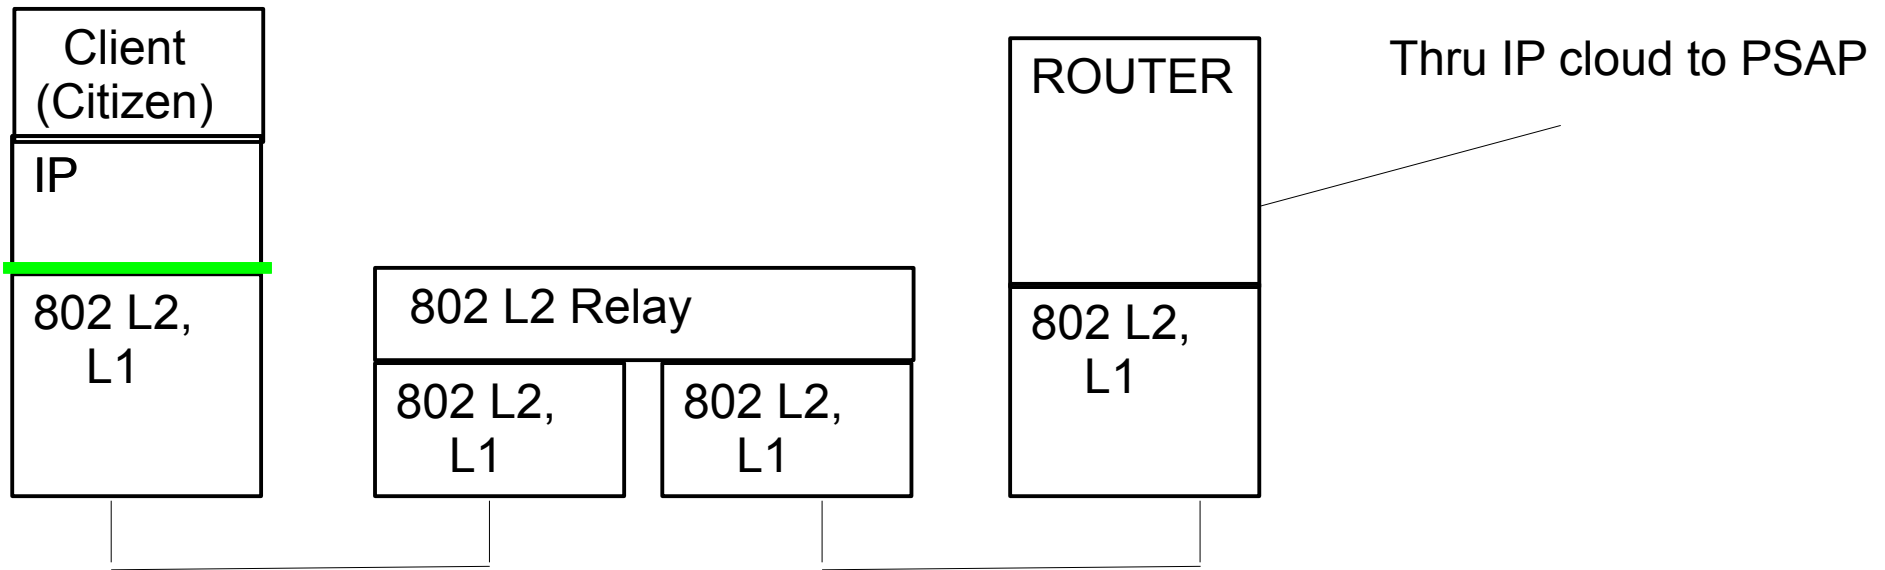 Client
(Citizen)
IP
802 L2,
L1
802 L2 Relay
802 L2,
L1
802 L2,
L1
ROUTER
802 L2,
L1
Thru IP cloud to PSAP